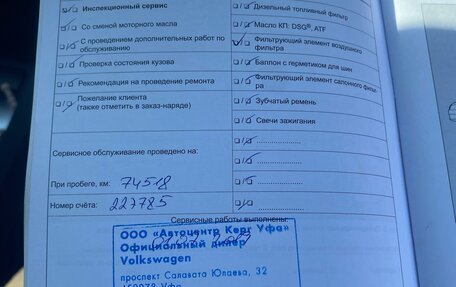 Инспекционный сервис
Со сменой моторного масла
С проведением дополнительных работ по
обслуживанию
Проверка состояния кузова
Рекомендация на проведение ремонта
Пожелание клиента
(также отметить в заказ-наряде)
Дизельный топливный фильтр
Масло КП: DSG®, ATF
Фильтрующий элемент воздушного
фильтра
Баллон с герметиком для шин
Фильтрующий элемент салонного
ра
Зубчатый ремень
Свечи зажигания
Сервисное обслуживание проведено на:
При пробеге, км: 74518
Номер счёта: 227785
Сервисные работы выполнены:
ООО «Автоцентр Керг Уфа»
Официальный дилер
Volkswagen
проспект Салавата Юлаева, 32
Уфа